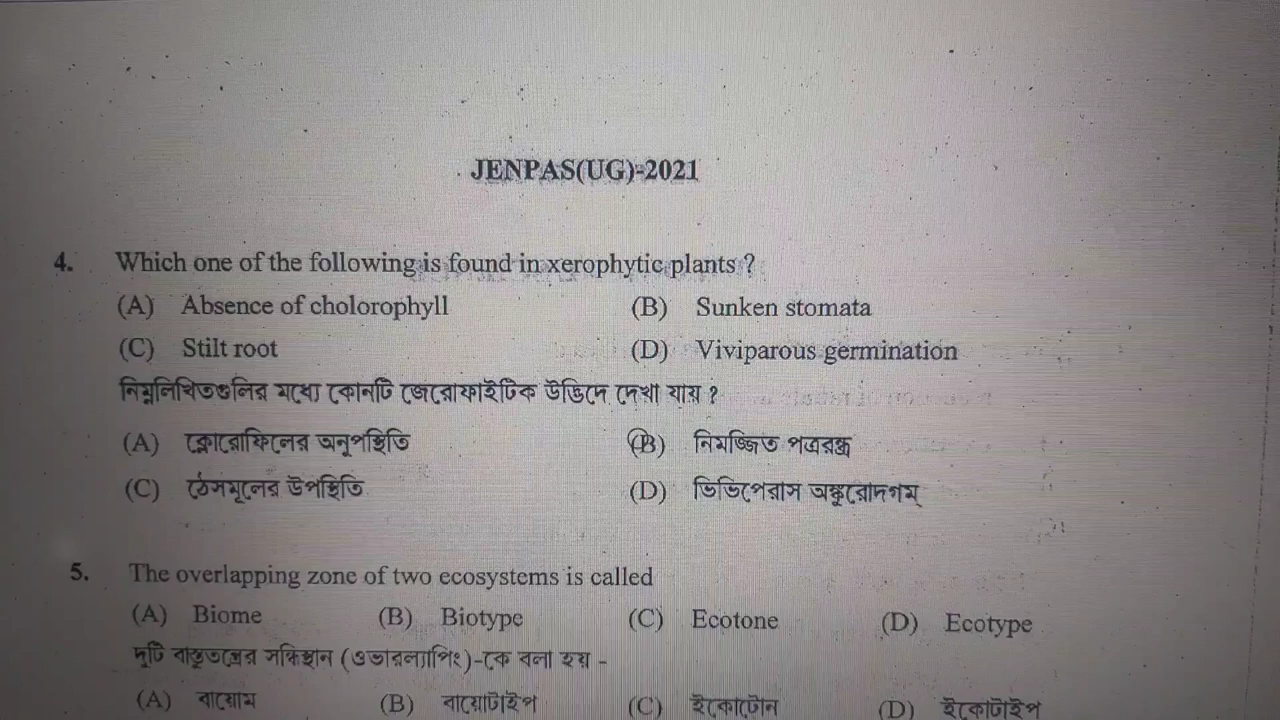 JENPAS(UG)-2021
4. Which one of the following is found in xerophytic plants ?
(A) Absence of cholorophyll (B) Sunken stomata
(C) Stilt root (D) Viviparous germination
নিম্নলিখিতগুলির মধ্যে কোনটি জেরোফাইটিক উদ্ভিদে দেখা যায় ?
(A) ক্লোরোফিলের অনুপস্থিতি (B) নিমজ্জিত পত্ররন্ধ্র
(C) ঠেসমূলের উপস্থিতি (D) ভিভিপেরাস অঙ্কুরোদগম্
5. The overlapping zone of two ecosystems is called
(A) Biome (B) Biotype (C) Ecotone (D) Ecotype
দুটি বাস্তুতন্ত্রের সন্ধিস্থান (ওভারল্যাপিং)-কে বলা হয় -
(A) বায়োম (B) বায়োটাইপ (C) ইকোটোন (D) ইকোটাইপ